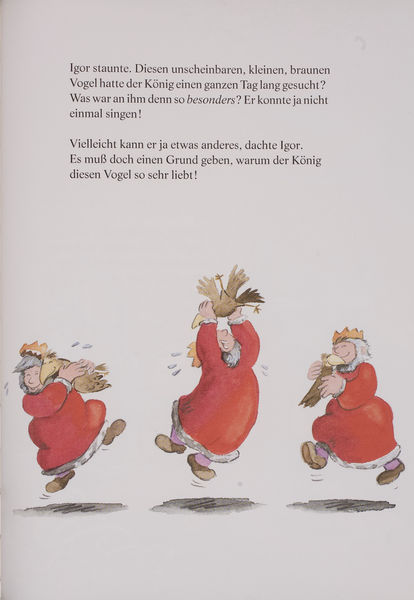 Igor staunte. Diesen unscheinbaren, kleinen, braunen
Vogel hatte der König einen ganzen Tag lang gesucht?
Was war an ihm denn so besonders? Er konnte ja nicht
einmal singen!
Vielleicht kann er ja etwas anderes, dachte Igor.
Es muß doch einen Grund geben, warum der König
diesen Vogel so sehr liebt!